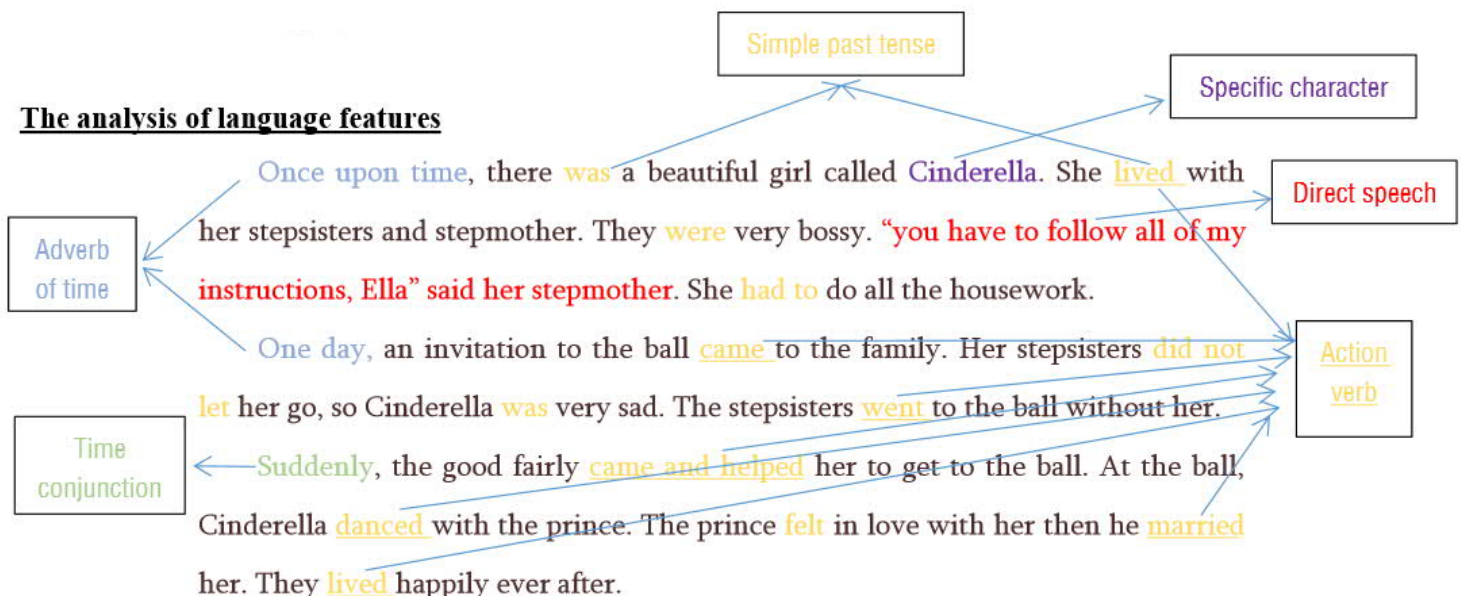 Simple past tense
Specific character
The analysis of language features
Once upon time, there was a beautiful girl called Cinderella. She lived with
Direct speech
her stepsisters and stepmother. They were very bossy. “you have to follow all of my
Adverb
of time
instructions, Ella” said her stepmother. She had to do all the housework.
One day, an invitation to the ball came to the family. Her stepsisters did not
Action
verb
let her go, so Cinderella was very sad. The stepsisters went to the ball without her.
Time
conjunction
Suddenly, the good fairly came and helped her to get to the ball. At the ball,
Cinderella danced with the prince. The prince felt in love with her then he married
her. They lived happily ever after.